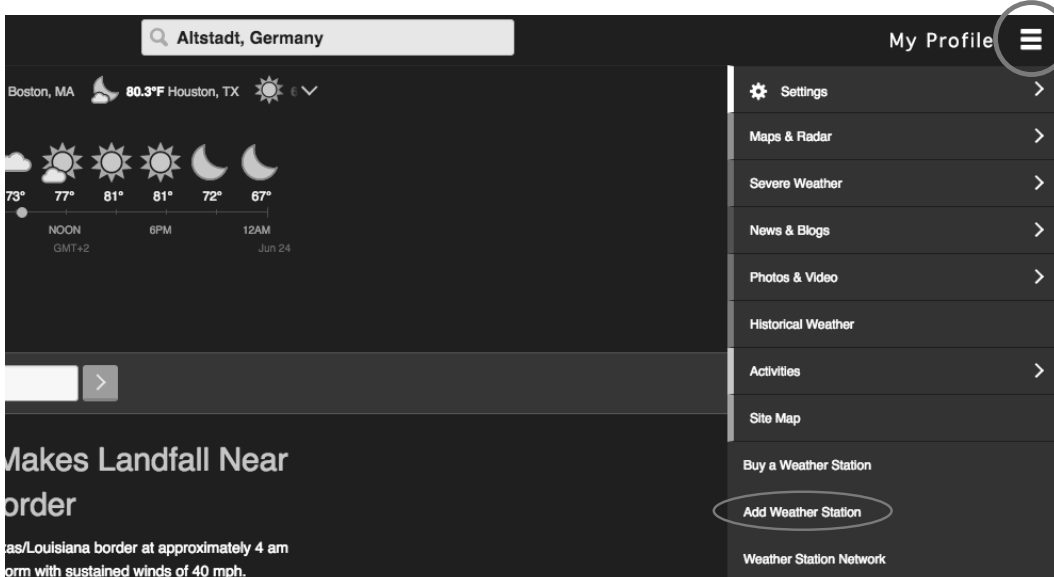 Altstadt, Germany
My Profile
Boston, MA 80.3°F Houston, TX 6
73° 77° 81° 81° 72° 67°
NOON 6PM 12AM
GMT+2 Jun 24
Settings
Maps & Radar
Severe Weather
News & Blogs
Photos & Video
Historical Weather
Activities
Site Map
Buy a Weather Station
Add Weather Station
Weather Station Network
Makes Landfall Near
order
as/Louisiana border at approximately 4 am
orm with sustained winds of 40 mph.